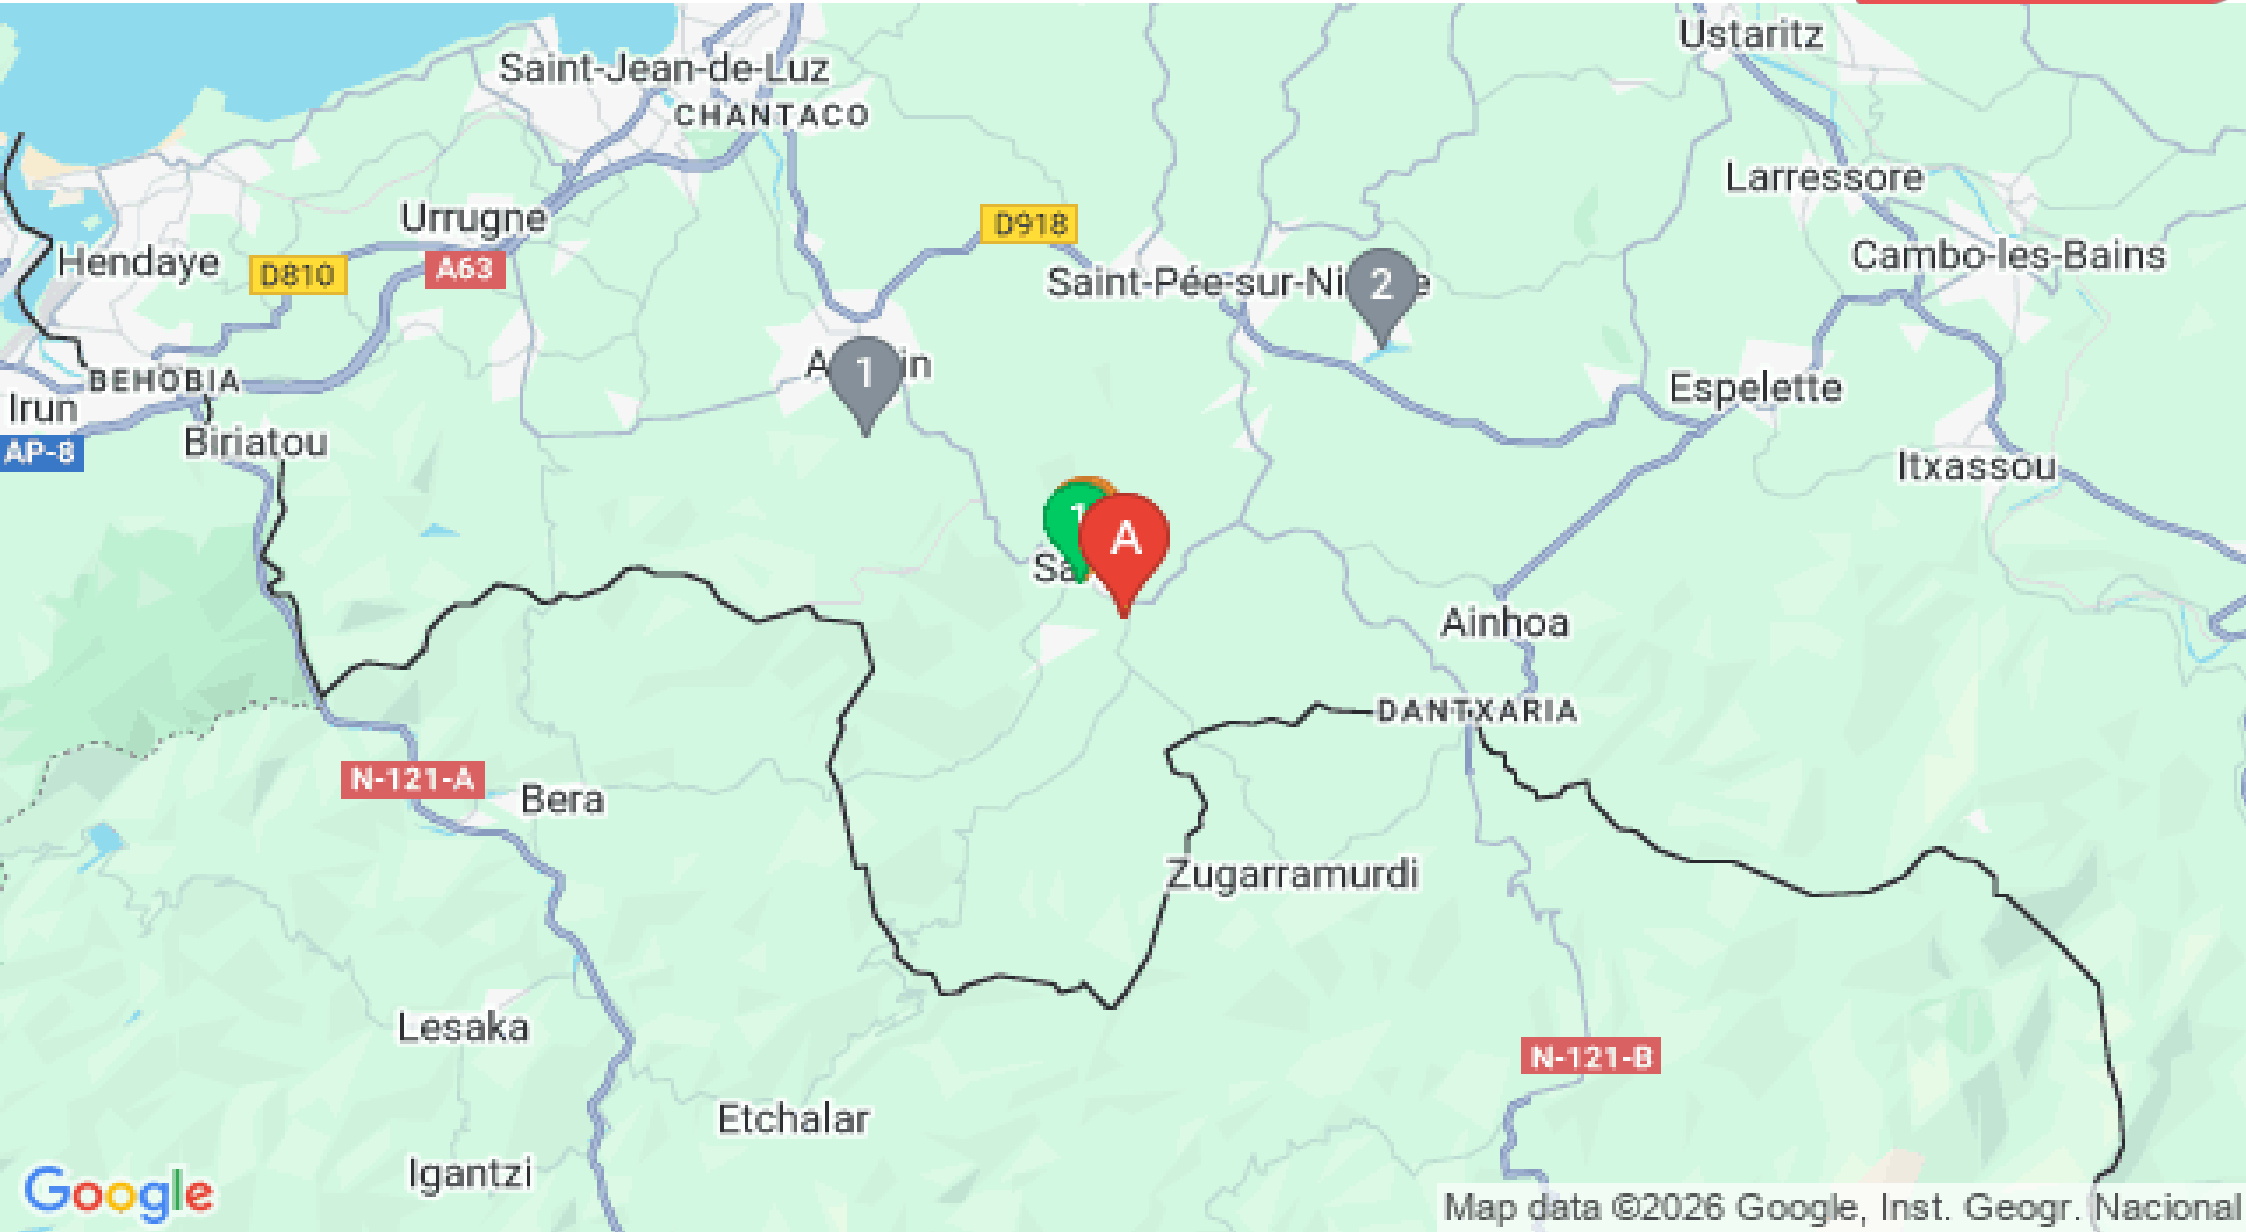 Ustaritz
Saint-Jean-de-Luz
CHANTACO
Larressore
Urrugne
D918
Cambo-les-Bains
Hendaye
D810
A63
2
1
BEHOBIA
Espelette
Irun
Biriatou
AP-8
Itxassou
1
A
Ainhoa
DANTXARIA
N-121-A
Bera
Zugarramurdi
Lesaka
N-121-B
Etchalar
Igantzi
Google
Map data ©2026 Google, Inst. Geogr. Nacional